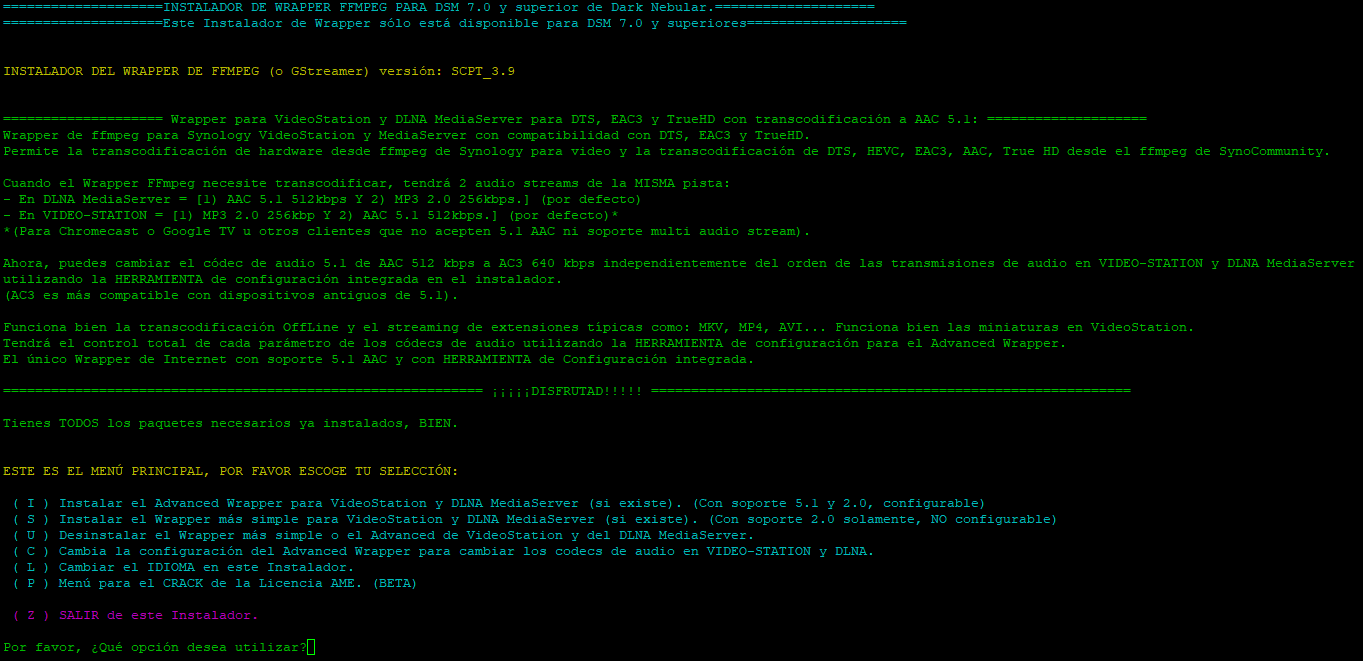 ====================INSTALADOR DE WRAPPER FFMPEG PARA DSM 7.0 y superior de Dark Nebular.====================
====================Este Instalador de Wrapper sólo está disponible para DSM 7.0 y superiores====================
INSTALADOR DEL WRAPPER DE FFMPEG (o GStreamer) versión: SCPT_3.9
==================== Wrapper para VideoStation y DLNA MediaServer para DTS, EAC3 y TrueHD con transcodificación a AAC 5.1: ====================
Wrapper de ffmpeg para Synology VideoStation y MediaServer con compatibilidad con DTS, EAC3 y TrueHD.
Permite la transcodificación de hardware desde ffmpeg de Synology para video y la transcodificación de DTS, HEVC, EAC3, AAC, True HD desde el ffmpeg de SynoCommunity.
Cuando el Wrapper FFmpeg necesite transcodificar, tendrá 2 audio streams de la MISMA pista:
- En DLNA MediaServer = [1) AAC 5.1 512kbps Y 2) MP3 2.0 256kbps.] (por defecto)
- En VIDEO-STATION = [1) MP3 2.0 256kbp Y 2) AAC 5.1 512kbps.] (por defecto)*
*(Para Chromecast o Google TV u otros clientes que no acepten 5.1 AAC ni soporte multi audio stream).
Ahora, puedes cambiar el códec de audio 5.1 de AAC 512 kbps a AC3 640 kbps independientemente del orden de las transmisiones de audio en VIDEO-STATION y DLNA MediaServer
utilizando la HERRAMIENTA de configuración integrada en el instalador.
(AC3 es más compatible con dispositivos antiguos de 5.1).
Funciona bien la transcodificación OffLine y el streaming de extensiones típicas como: MKV, MP4, AVI... Funciona bien las miniaturas en VideoStation.
Tendrá el control total de cada parámetro de los códecs de audio utilizando la HERRAMIENTA de configuración para el Advanced Wrapper.
El único Wrapper de Internet con soporte 5.1 AAC y con HERRAMIENTA de Configuración integrada.
============================================================ ¡¡¡¡¡DISFRUTAD!!!!! ============================================================
Tienes TODOS los paquetes necesarios ya instalados, BIEN.
ESTE ES EL MENÚ PRINCIPAL, POR FAVOR ESCOGE TU SELECCIÓN:
( I ) Instalar el Advanced Wrapper para VideoStation y DLNA MediaServer (si existe). (Con soporte 5.1 y 2.0, configurable)
( S ) Instalar el Wrapper más simple para VideoStation y DLNA MediaServer (si existe). (Con soporte 2.0 solamente, NO configurable)
( U ) Desinstalar el Wrapper más simple o el Advanced de VideoStation y del DLNA MediaServer.
( C ) Cambia la configuración del Advanced Wrapper para cambiar los codecs de audio en VIDEO-STATION y DLNA.
( L ) Cambiar el IDIOMA en este Instalador.
( P ) Menú para el CRACK de la Licencia AME. (BETA)
( Z ) SALIR de este Instalador.
Por favor, ¿Qué opción desea utilizar?